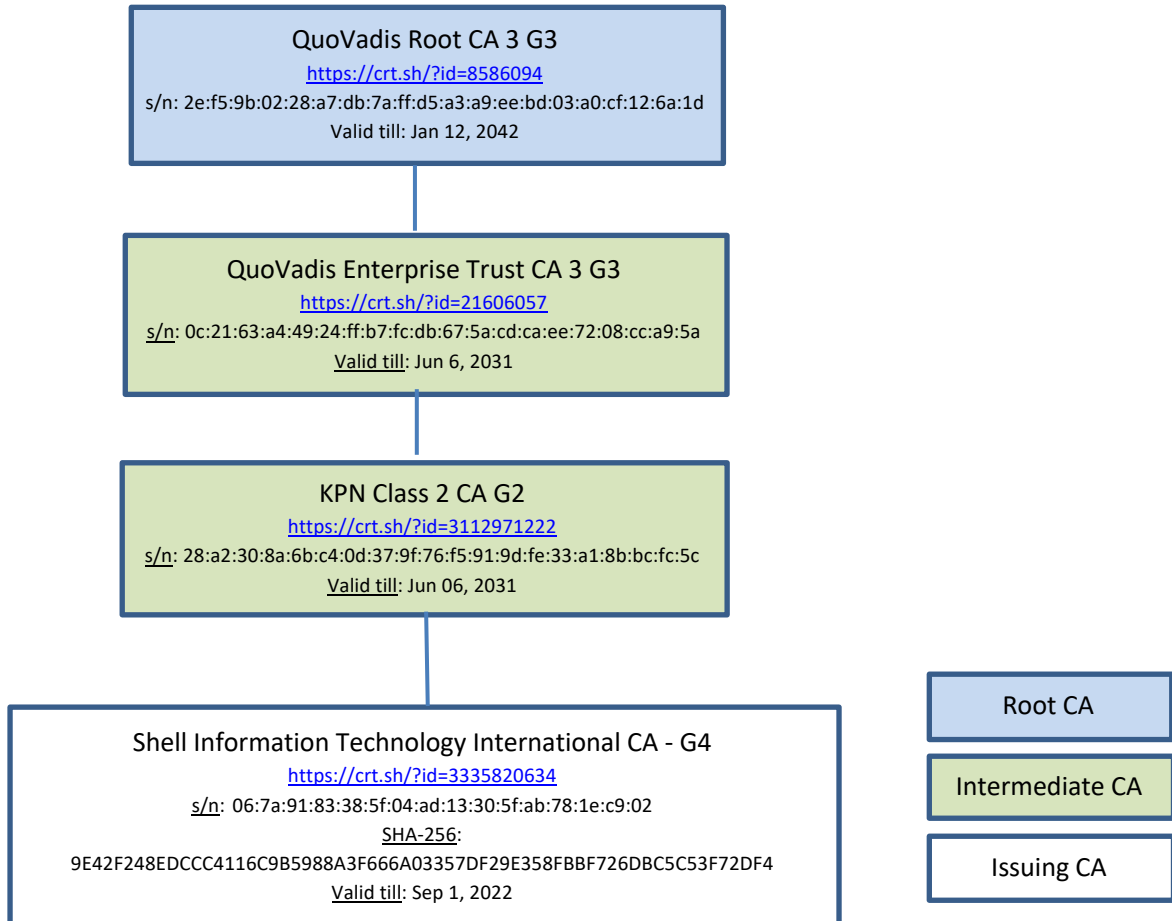 QuoVadis Root CA 3 G3
https://crt.sh/?id=8586094
s/n: 2e:f5:9b:02:28:a7:db:7a:ff:d5:a3:a9:ee:bd:03:a0:cf:12:6a:1d
Valid till: Jan 12, 2042
QuoVadis Enterprise Trust CA 3 G3
https://crt.sh/?id=21606057
s/n: 0c:21:63:a4:49:24:ff:b7:fc:db:67:5a:cd:ca:ee:72:08:cc:a9:5a
Valid till: Jun 6, 2031
KPN Class 2 CA G2
https://crt.sh/?id=3112971222
s/n: 28:a2:30:8a:6b:c4:0d:37:9f:76:f5:91:9d:fe:33:a1:8b:bc:fc:5c
Valid till: Jun 06, 2031
Shell Information Technology International CA - G4
https://crt.sh/?id=3335820634
s/n: 06:7a:91:83:38:5f:04:ad:13:30:5f:ab:78:1e:c9:02
SHA-256:
9E42F248EDCCC4116C9B5988A3F666A03357DF29E358FBBF726DBC5C53F72DF4
Valid till: Sep 1, 2022
Root CA
Intermediate CA
Issuing CA